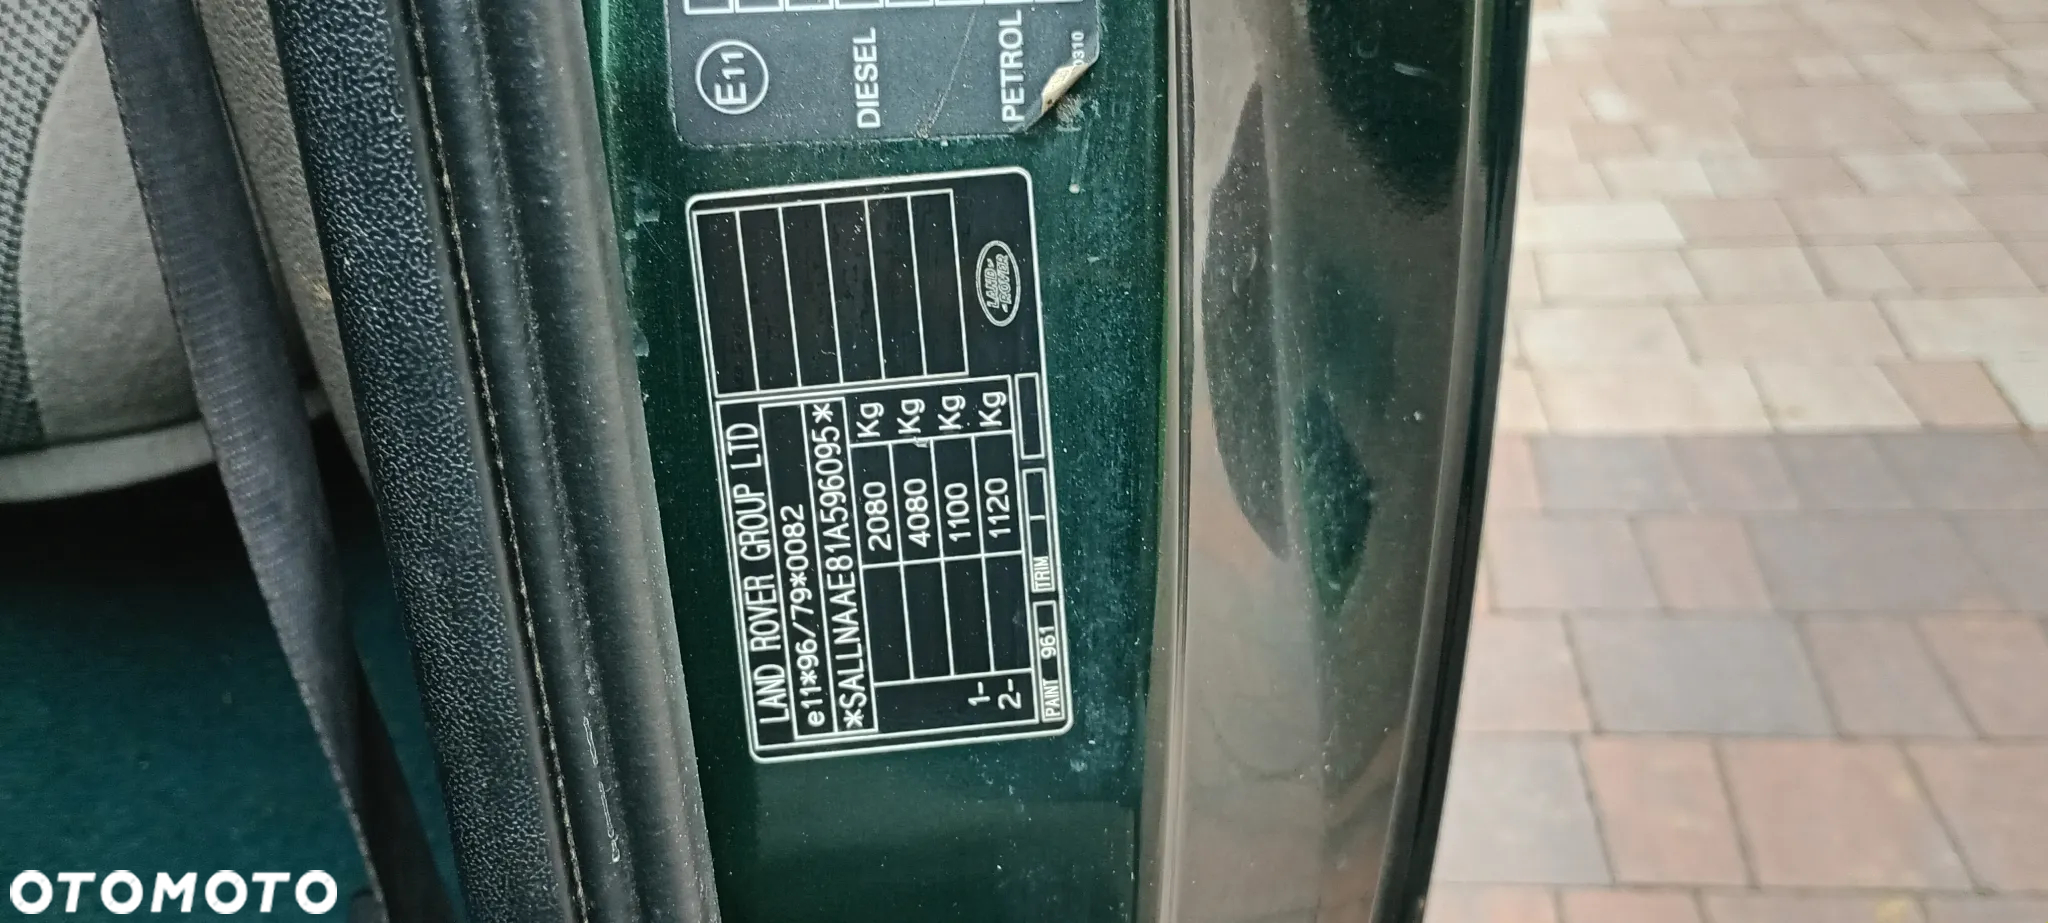 E11
DIESEL
PETROL
0310
LAND ROVER GROUP LTD
e11*96/79*0082
*SALLNAAE81A596095*
2080 Kg
4080 Kg
1- 1100 Kg
2- 1120 Kg
PAINT 961 TRIM
LAND
ROVER
OTOMOTO